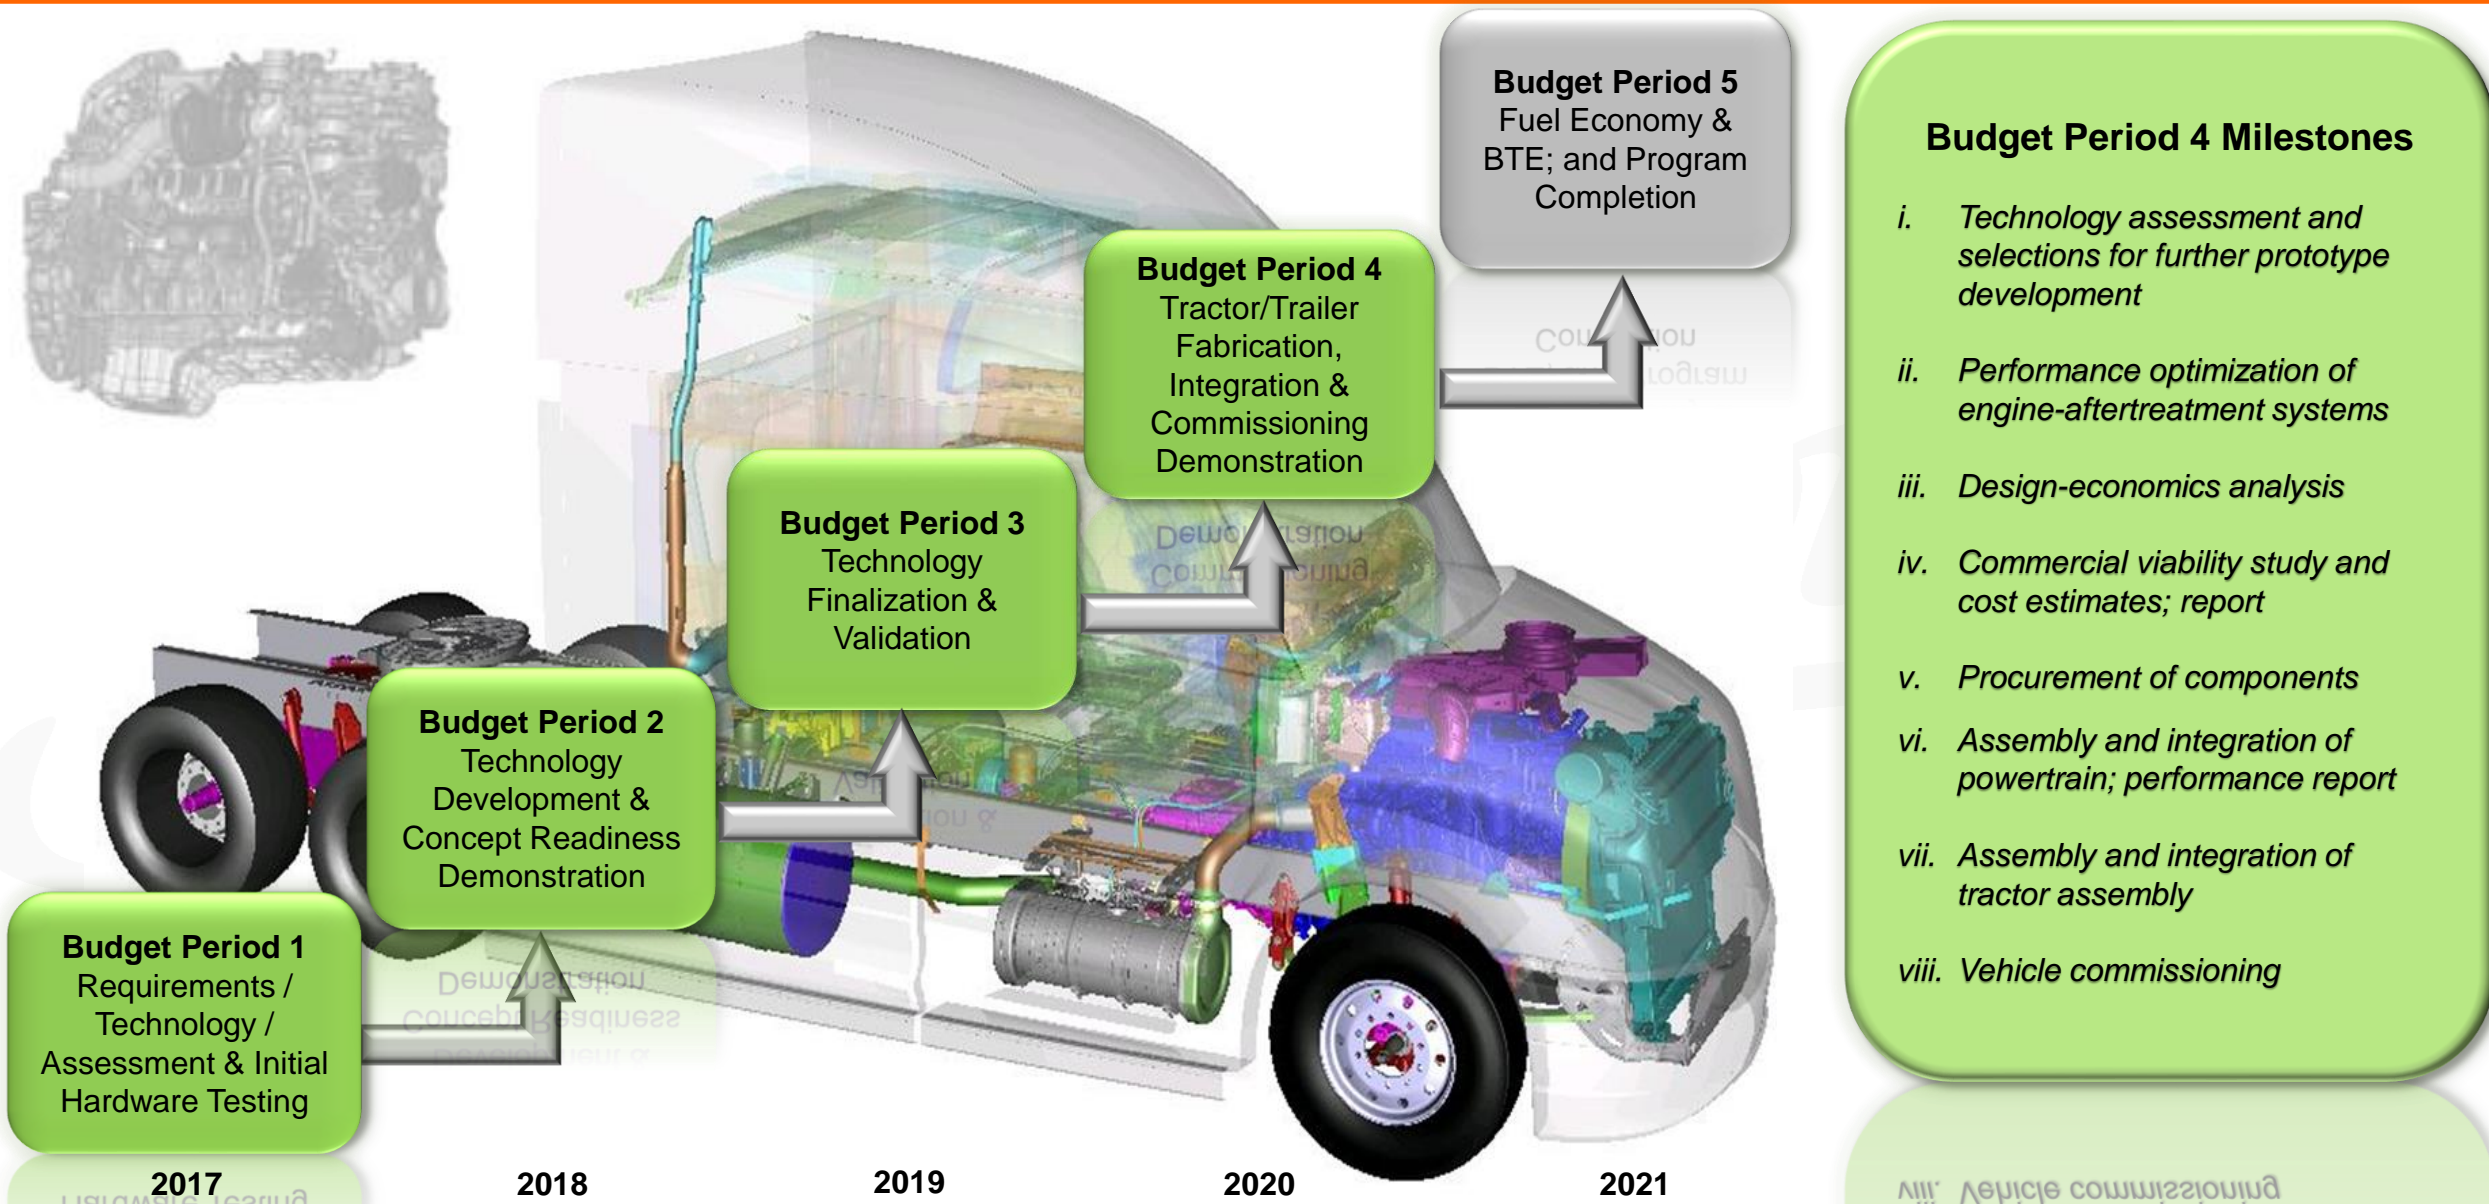 Budget Period 5
Fuel Economy &
BTE; and Program
Completion
Budget Period 4
Tractor/Trailer
Fabrication,
Integration &
Commissioning
Demonstration
Budget Period 3
Technology
Finalization &
Validation
Budget Period 2
Technology
Development &
Concept Readiness
Demonstration
Budget Period 1
Requirements /
Technology /
Assessment & Initial
Hardware Testing
2017
2018
2019
2020
2021
Budget Period 4 Milestones
i. Technology assessment and
selections for further prototype
development
ii. Performance optimization of
engine-aftertreatment systems
iii. Design-economics analysis
iv. Commercial viability study and
cost estimates; report
v. Procurement of components
vi. Assembly and integration of
powertrain; performance report
vii. Assembly and integration of
tractor assembly
viii. Vehicle commissioning